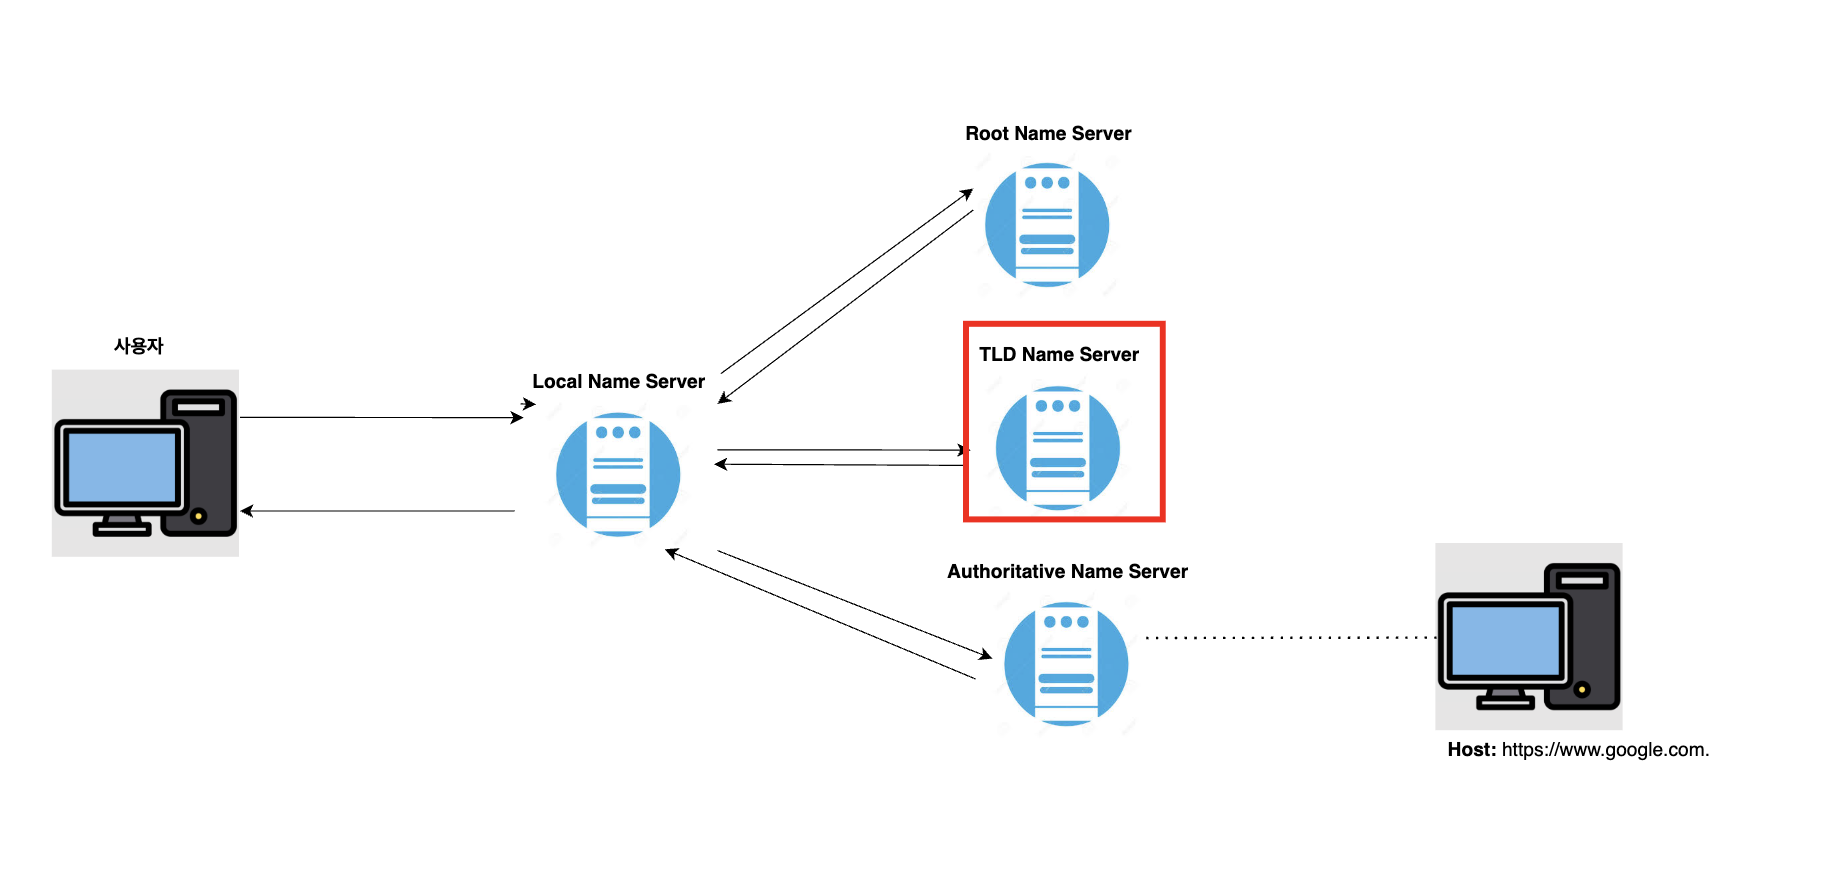 Root Name Server
사용자
TLD Name Server
Local Name Server
Authoritative Name Server
Host: https://www.google.com.